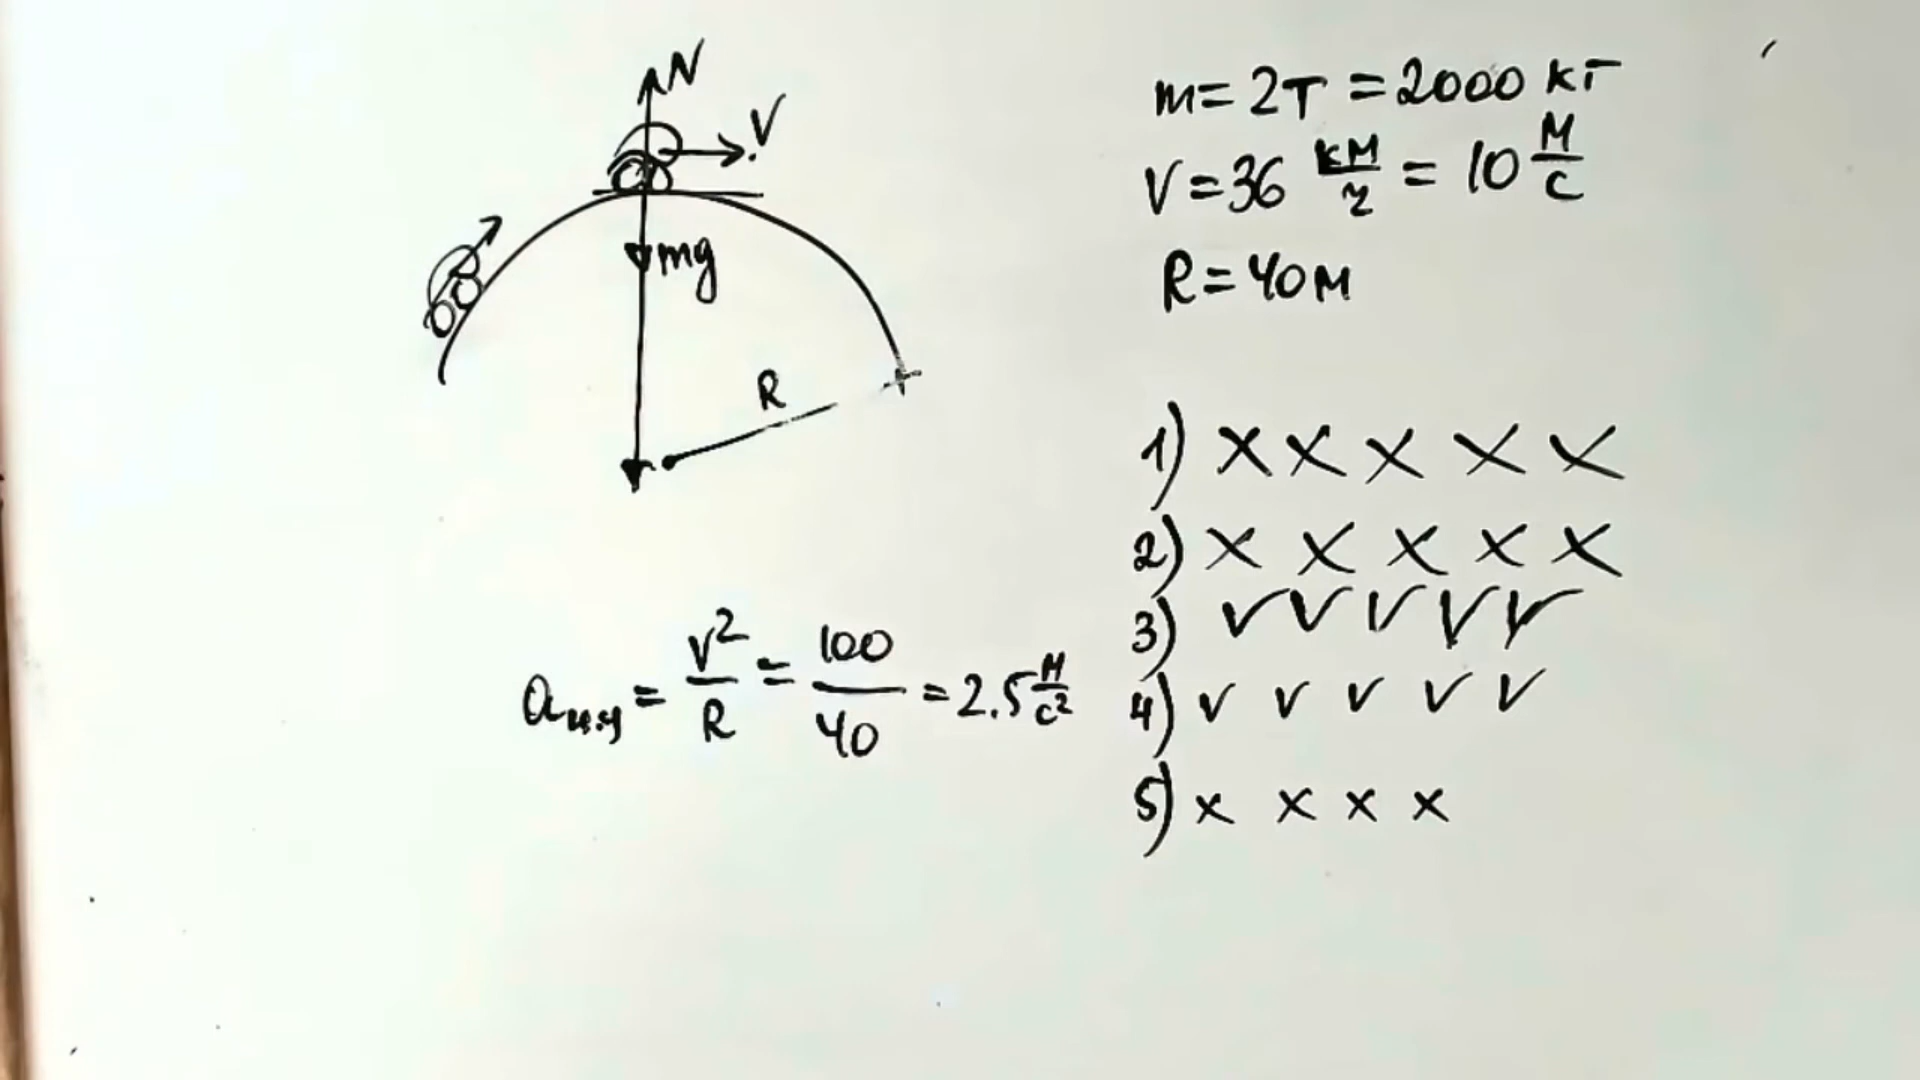 N
V
mg
R
m = 2т = 2000 кг
V = 36 км/ч = 10 м/с
R = 40м
1) x x x x x
2) x x x x x
3) v v v v v
4) v v v v v
5) x x x x
aц.у = V²/R = 100/40 = 2.5 м/с²